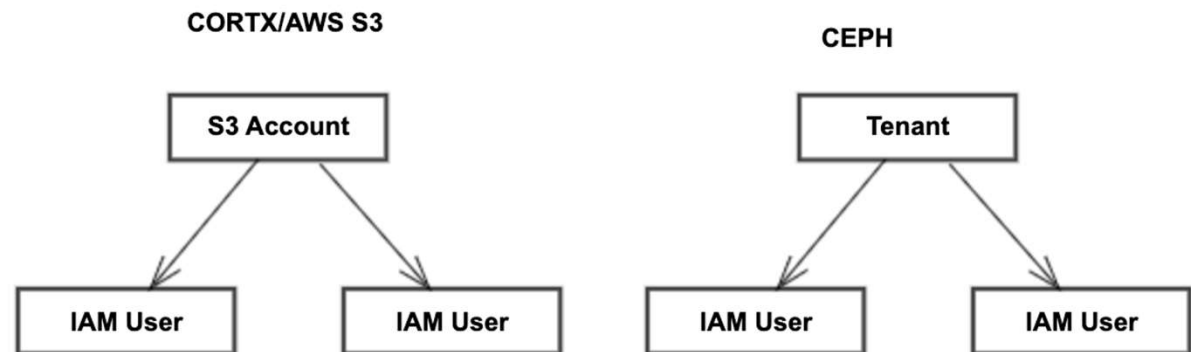 CORTX/AWS S3
CEPH
S3 Account
Tenant
IAM User
IAM User
IAM User
IAM User